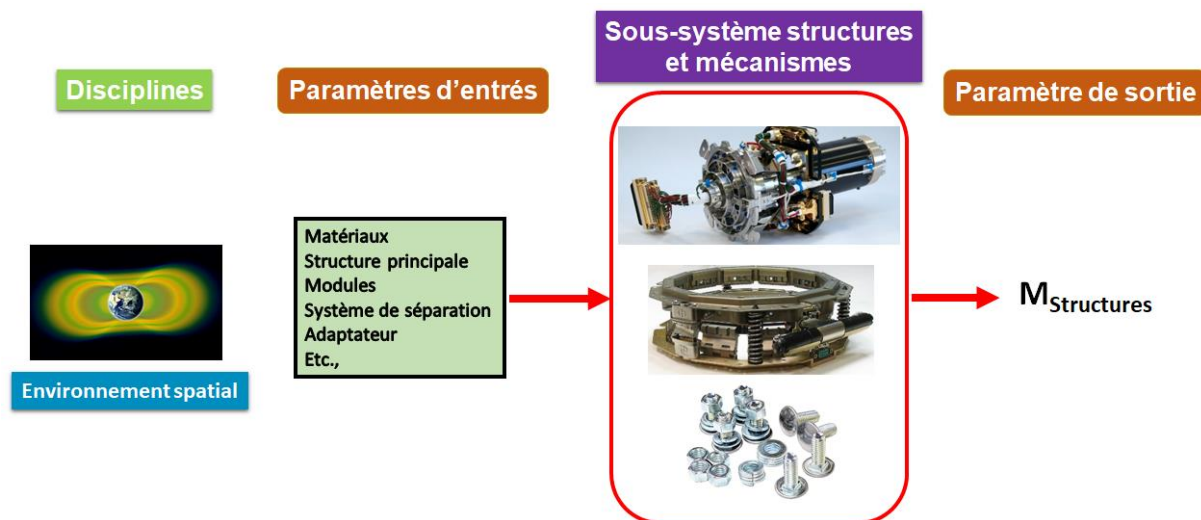 Disciplines
Paramètres d'entrés
Sous-système structures
et mécanismes
Paramètre de sortie
Matériaux
Structure principale
Modules
Système de séparation
Adaptateur
Etc.,
Environnement spatial
M Structures